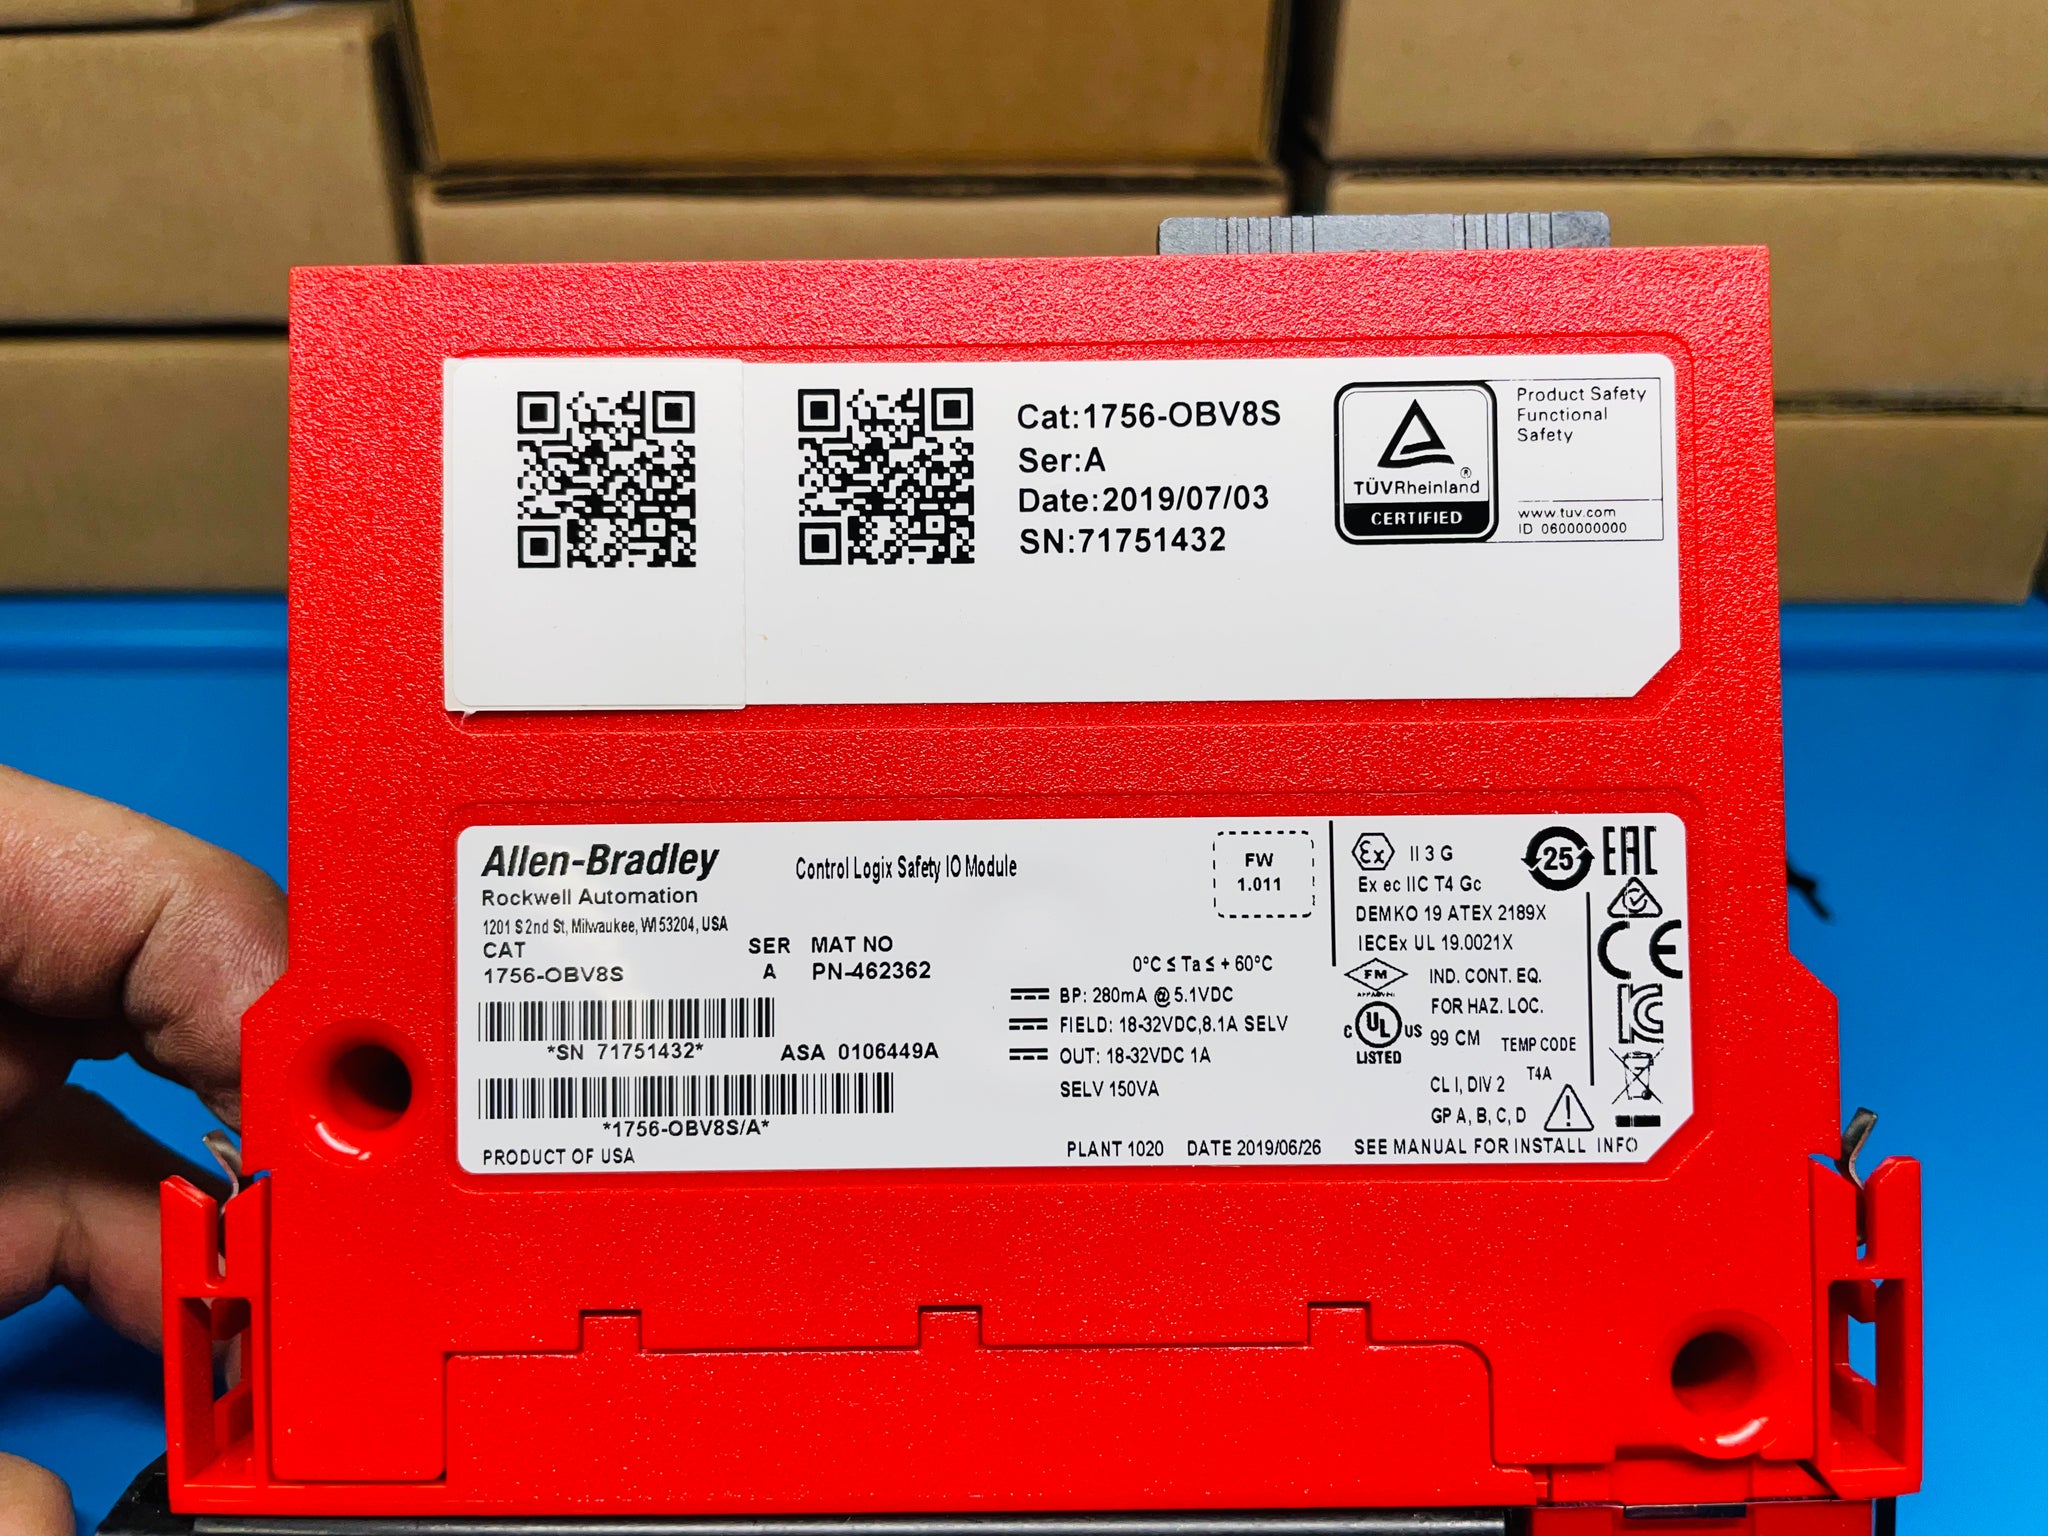 Cat:1756-OBV8S
Ser:A
Date:2019/07/03
SN:71751432
TÜVRheinland®
CERTIFIED
Product Safety
Functional
Safety
www.tuv.com
ID 0600000000
Allen-Bradley
Rockwell Automation
1201 S 2nd St, Milwaukee, WI 53204, USA
CAT
1756-OBV8S
SER
A
MAT NO
PN-462362
*SN 71751432*
ASA 0106449A
*1756-OBV8S/A*
PRODUCT OF USA
Control Logix Safety IO Module
FW
1.011
0°C ≤ Ta ≤ + 60°C
BP: 280mA @ 5.1VDC
FIELD: 18-32VDC,8.1A SELV
OUT: 18-32VDC 1A
SELV 150VA
PLANT 1020 DATE 2019/06/26
Ex II 3 G
Ex ec IIC T4 Gc
DEMKO 19 ATEX 2189X
IECEx UL 19.0021X
FM
APPROVED
IND. CONT. EQ.
FOR HAZ. LOC.
C UL US
LISTED
99 CM TEMP CODE
T4A
CL I, DIV 2
GP A, B, C, D
SEE MANUAL FOR INSTALL INFO
25
EAC
CE
KC